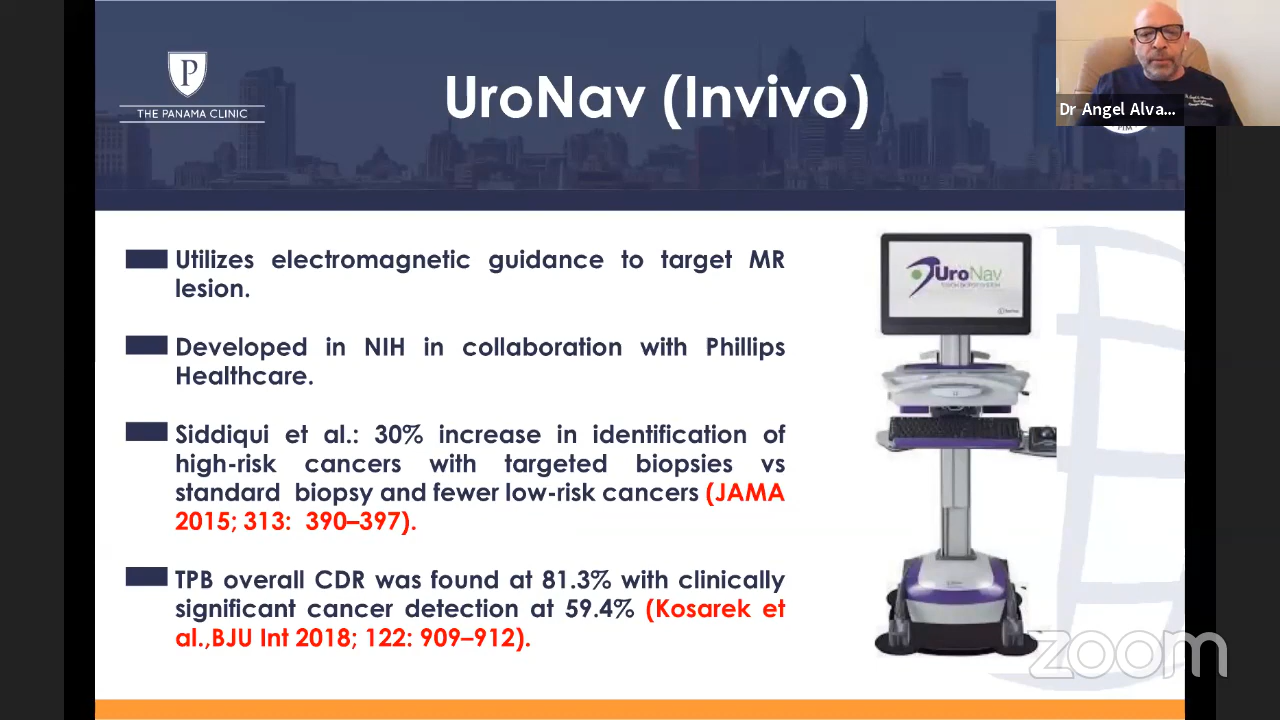 P
THE PANAMA CLINIC
UroNav (Invivo)
Dr Angel Alva...
Utilizes electromagnetic guidance to target MR
lesion.
Developed in NIH in collaboration with Phillips
Healthcare.
Siddiqui et al.: 30% increase in identification of
high-risk cancers with targeted biopsies vs
standard biopsy and fewer low-risk cancers (JAMA
2015; 313: 390–397).
TPB overall CDR was found at 81.3% with clinically
significant cancer detection at 59.4% (Kosarek et
al.,BJU Int 2018; 122: 909–912).
UroNav
zoom